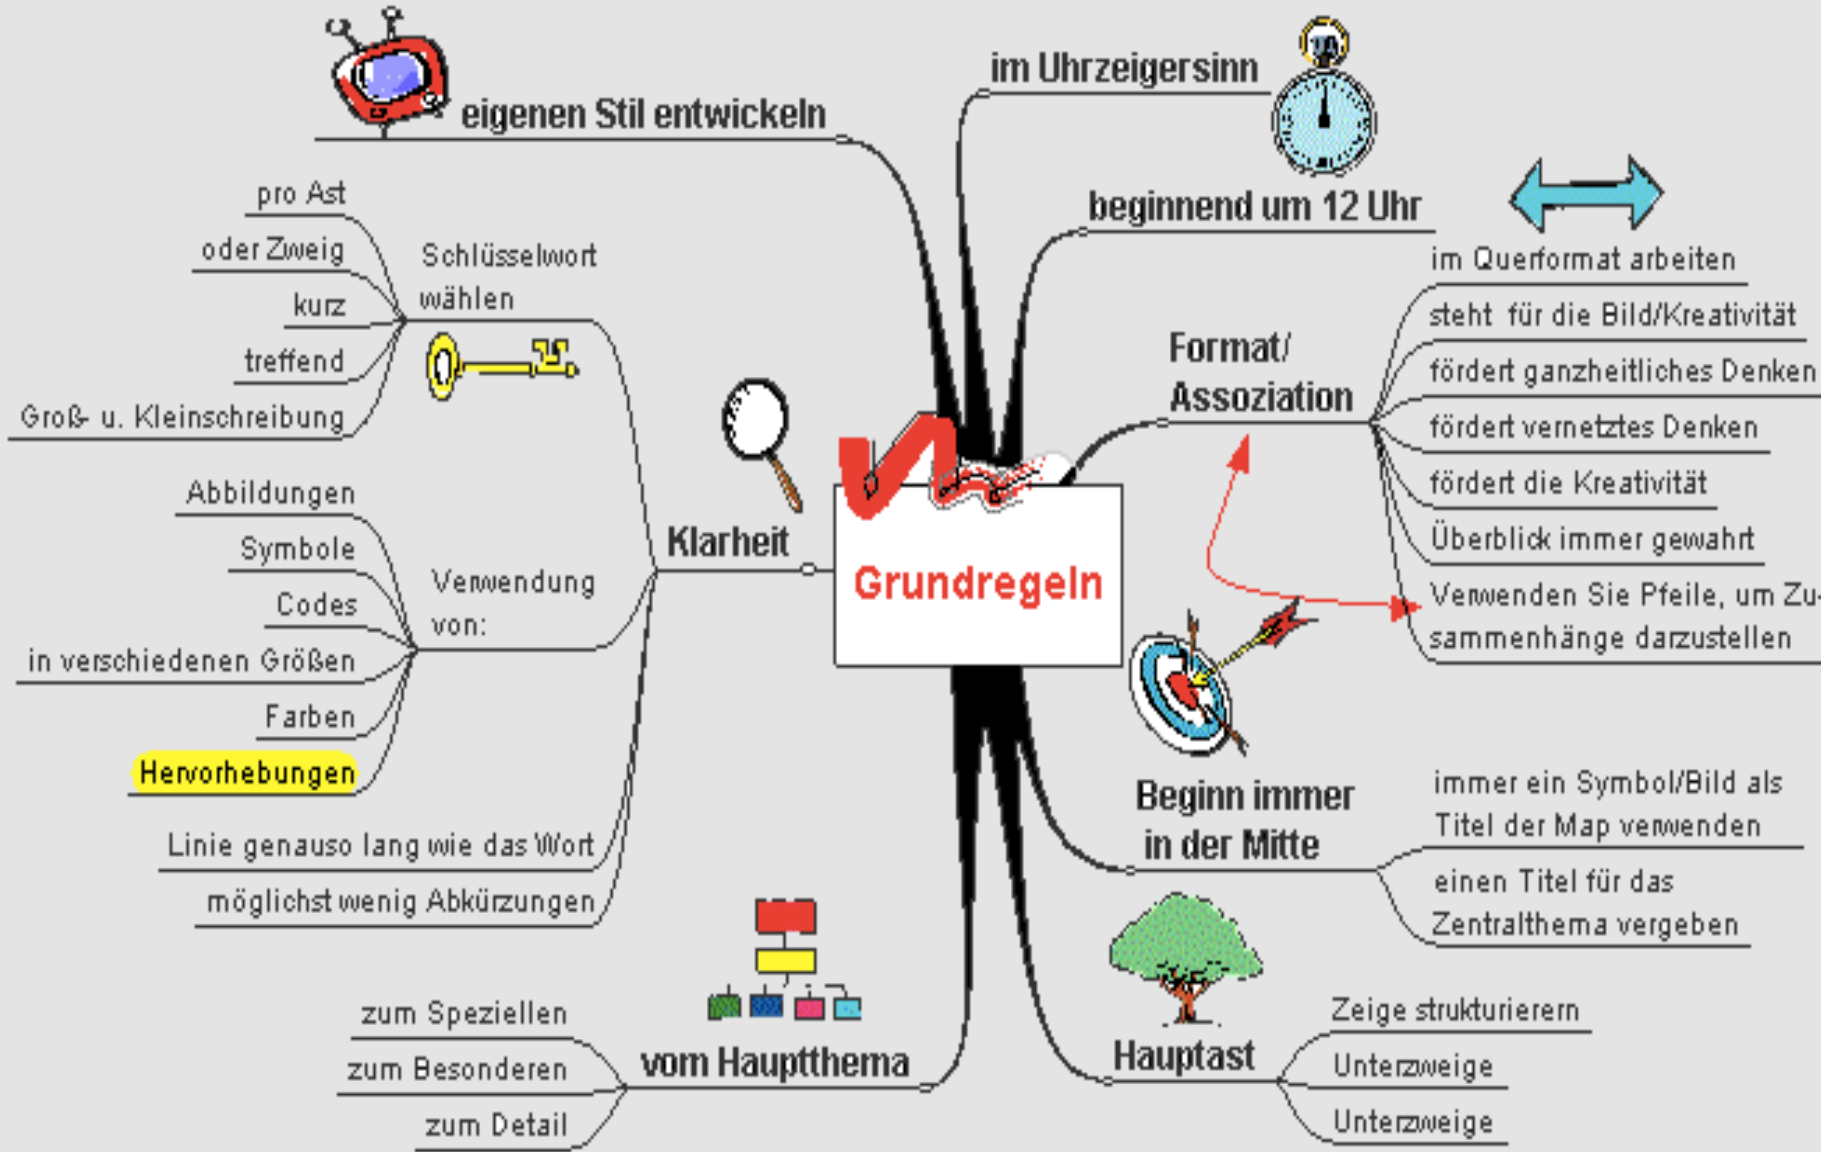 Grundregeln
im Uhrzeigersinn
beginnend um 12 Uhr
Format/
Assoziation
im Querformat arbeiten
steht für die Bild/Kreativität
fördert ganzheitliches Denken
fördert vernetztes Denken
fördert die Kreativität
Überblick immer gewahrt
Verwenden Sie Pfeile, um Zu-
sammenhänge darzustellen
Beginn immer
in der Mitte
immer ein Symbol/Bild als
Titel der Map verwenden
einen Titel für das
Zentralthema vergeben
Hauptast
Zeige strukturierern
Unterzweige
Unterzweige
vom Hauptthema
zum Speziellen
zum Besonderen
zum Detail
Klarheit
Schlüsselwort
wählen
pro Ast
oder Zweig
kurz
treffend
Groß- u. Kleinschreibung
Verwendung
von:
Abbildungen
Symbole
Codes
in verschiedenen Größen
Farben
Hervorhebungen
Linie genauso lang wie das Wort
möglichst wenig Abkürzungen
eigenen Stil entwickeln